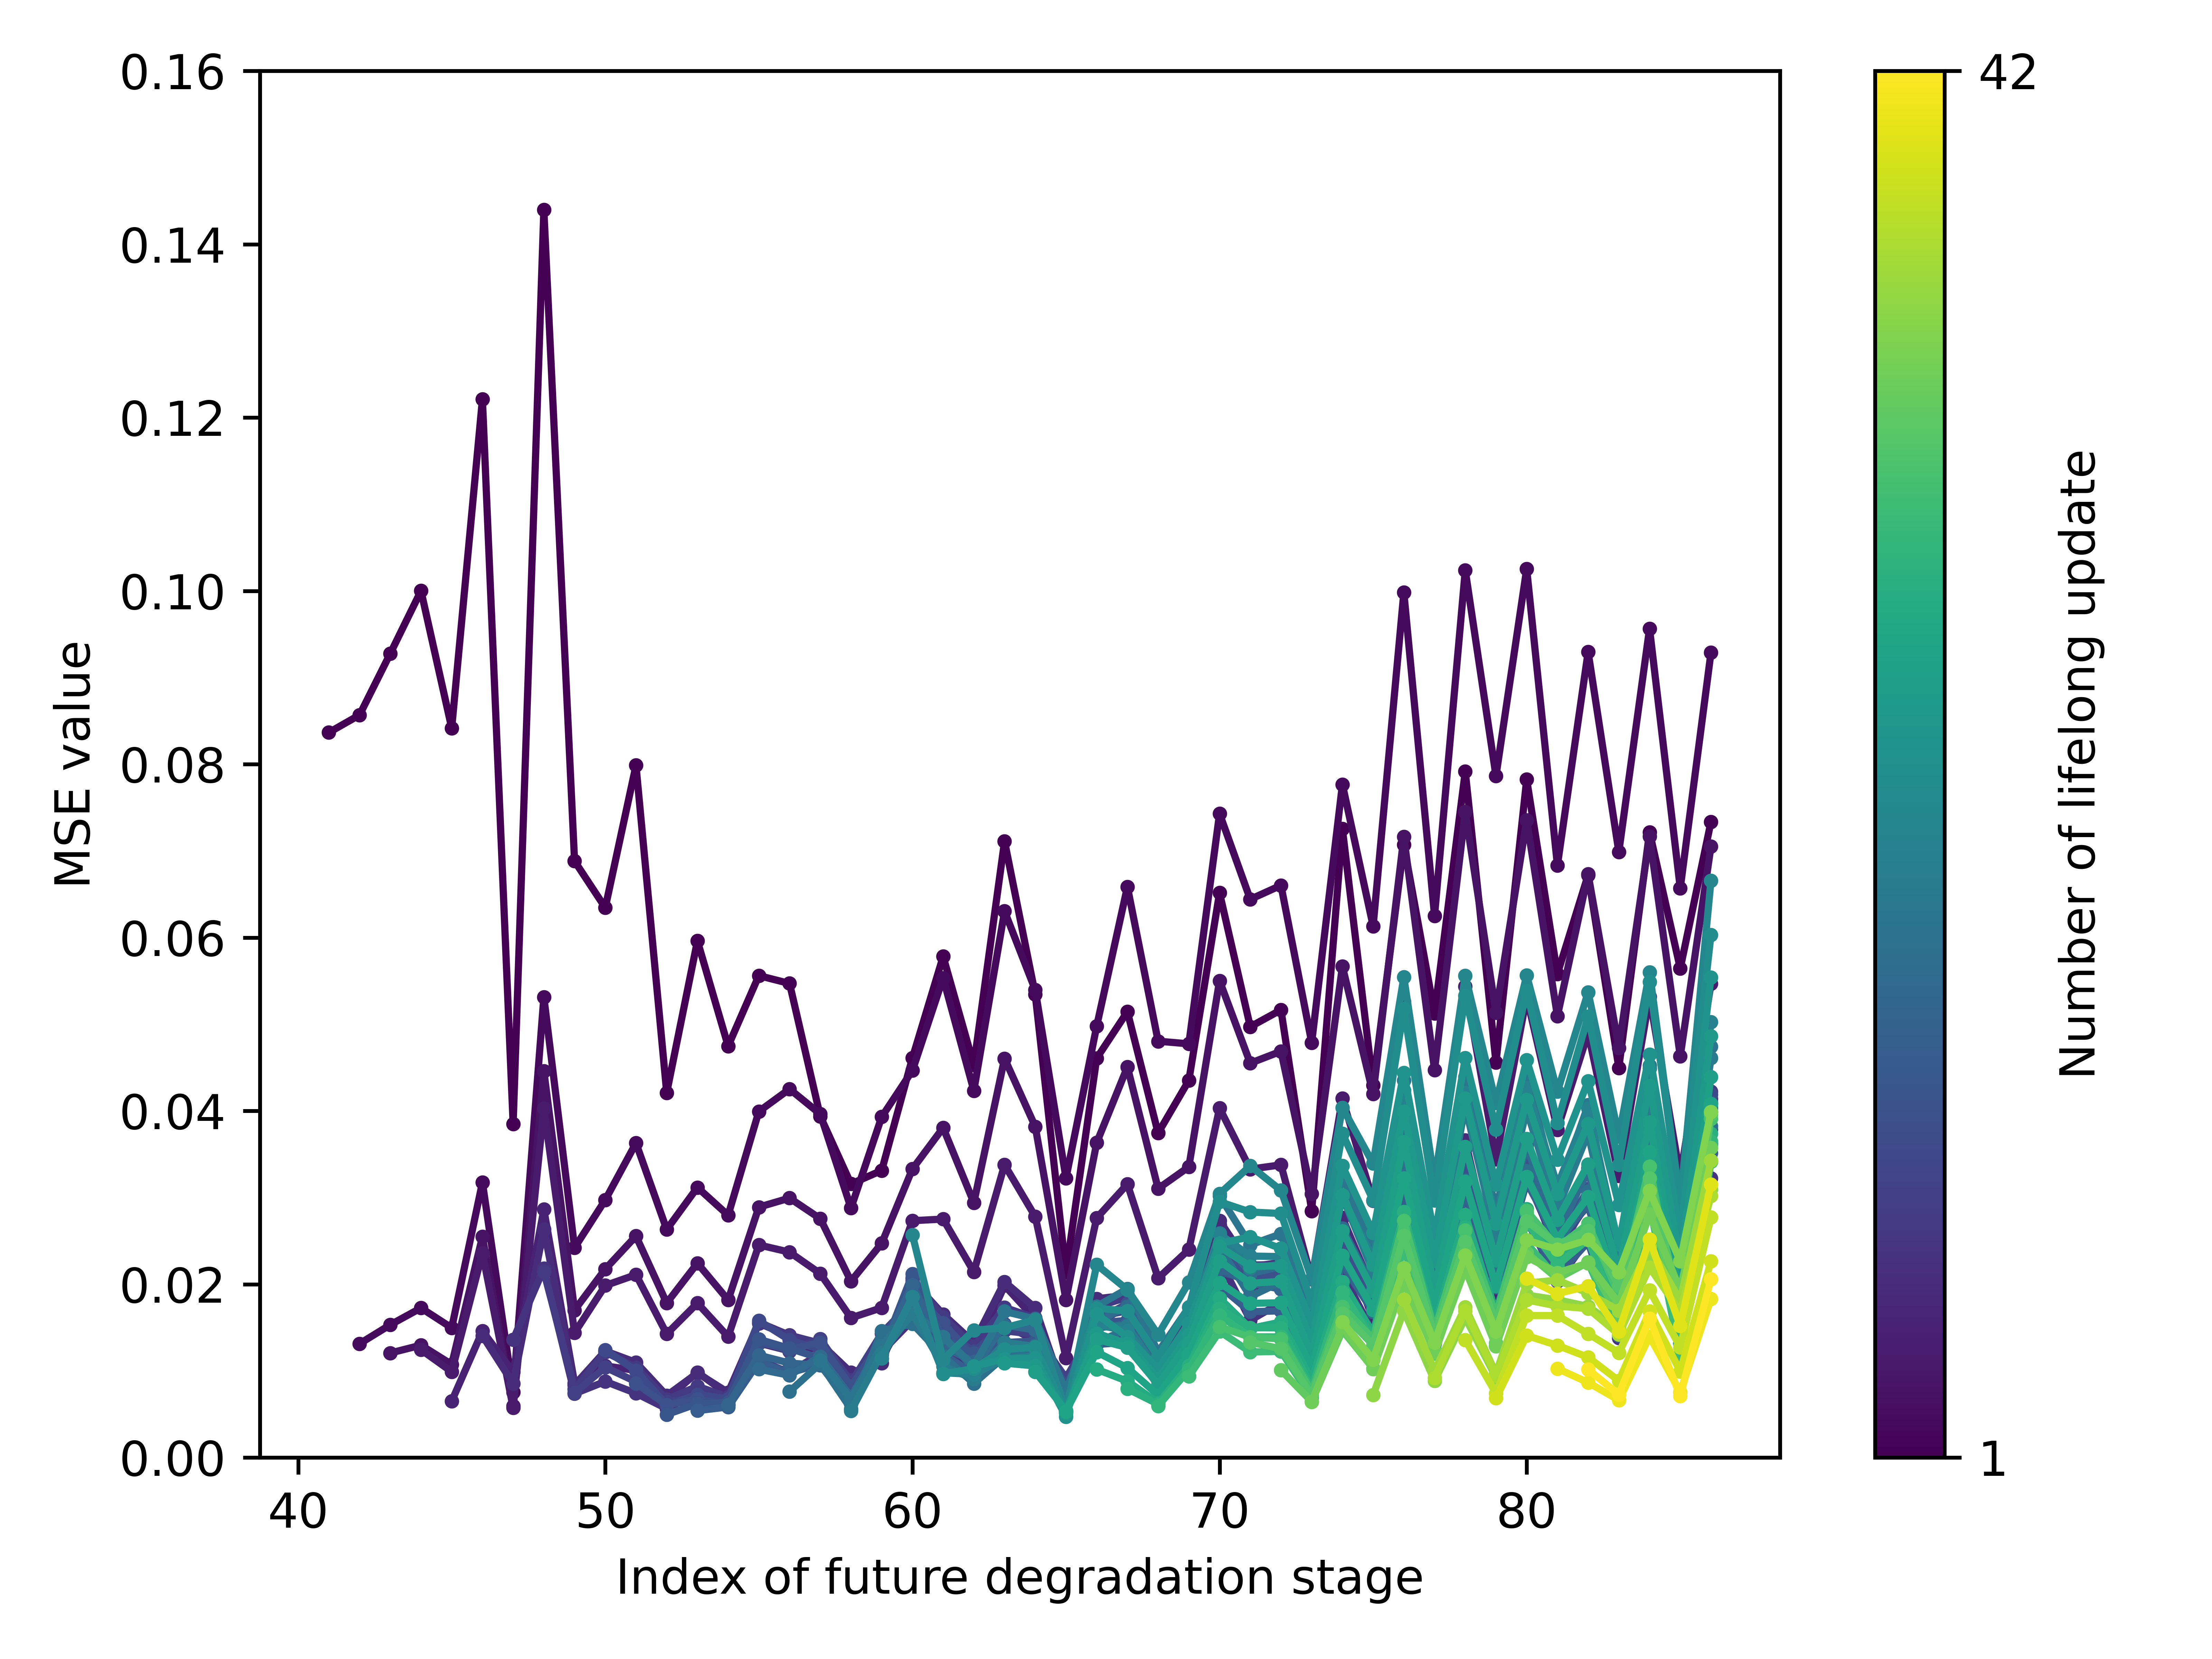 0.16
0.14
0.12
0.10
0.08
0.06
0.04
0.02
0.00
MSE value
40 50 60 70 80
Index of future degradation stage
42
1
Number of lifelong update